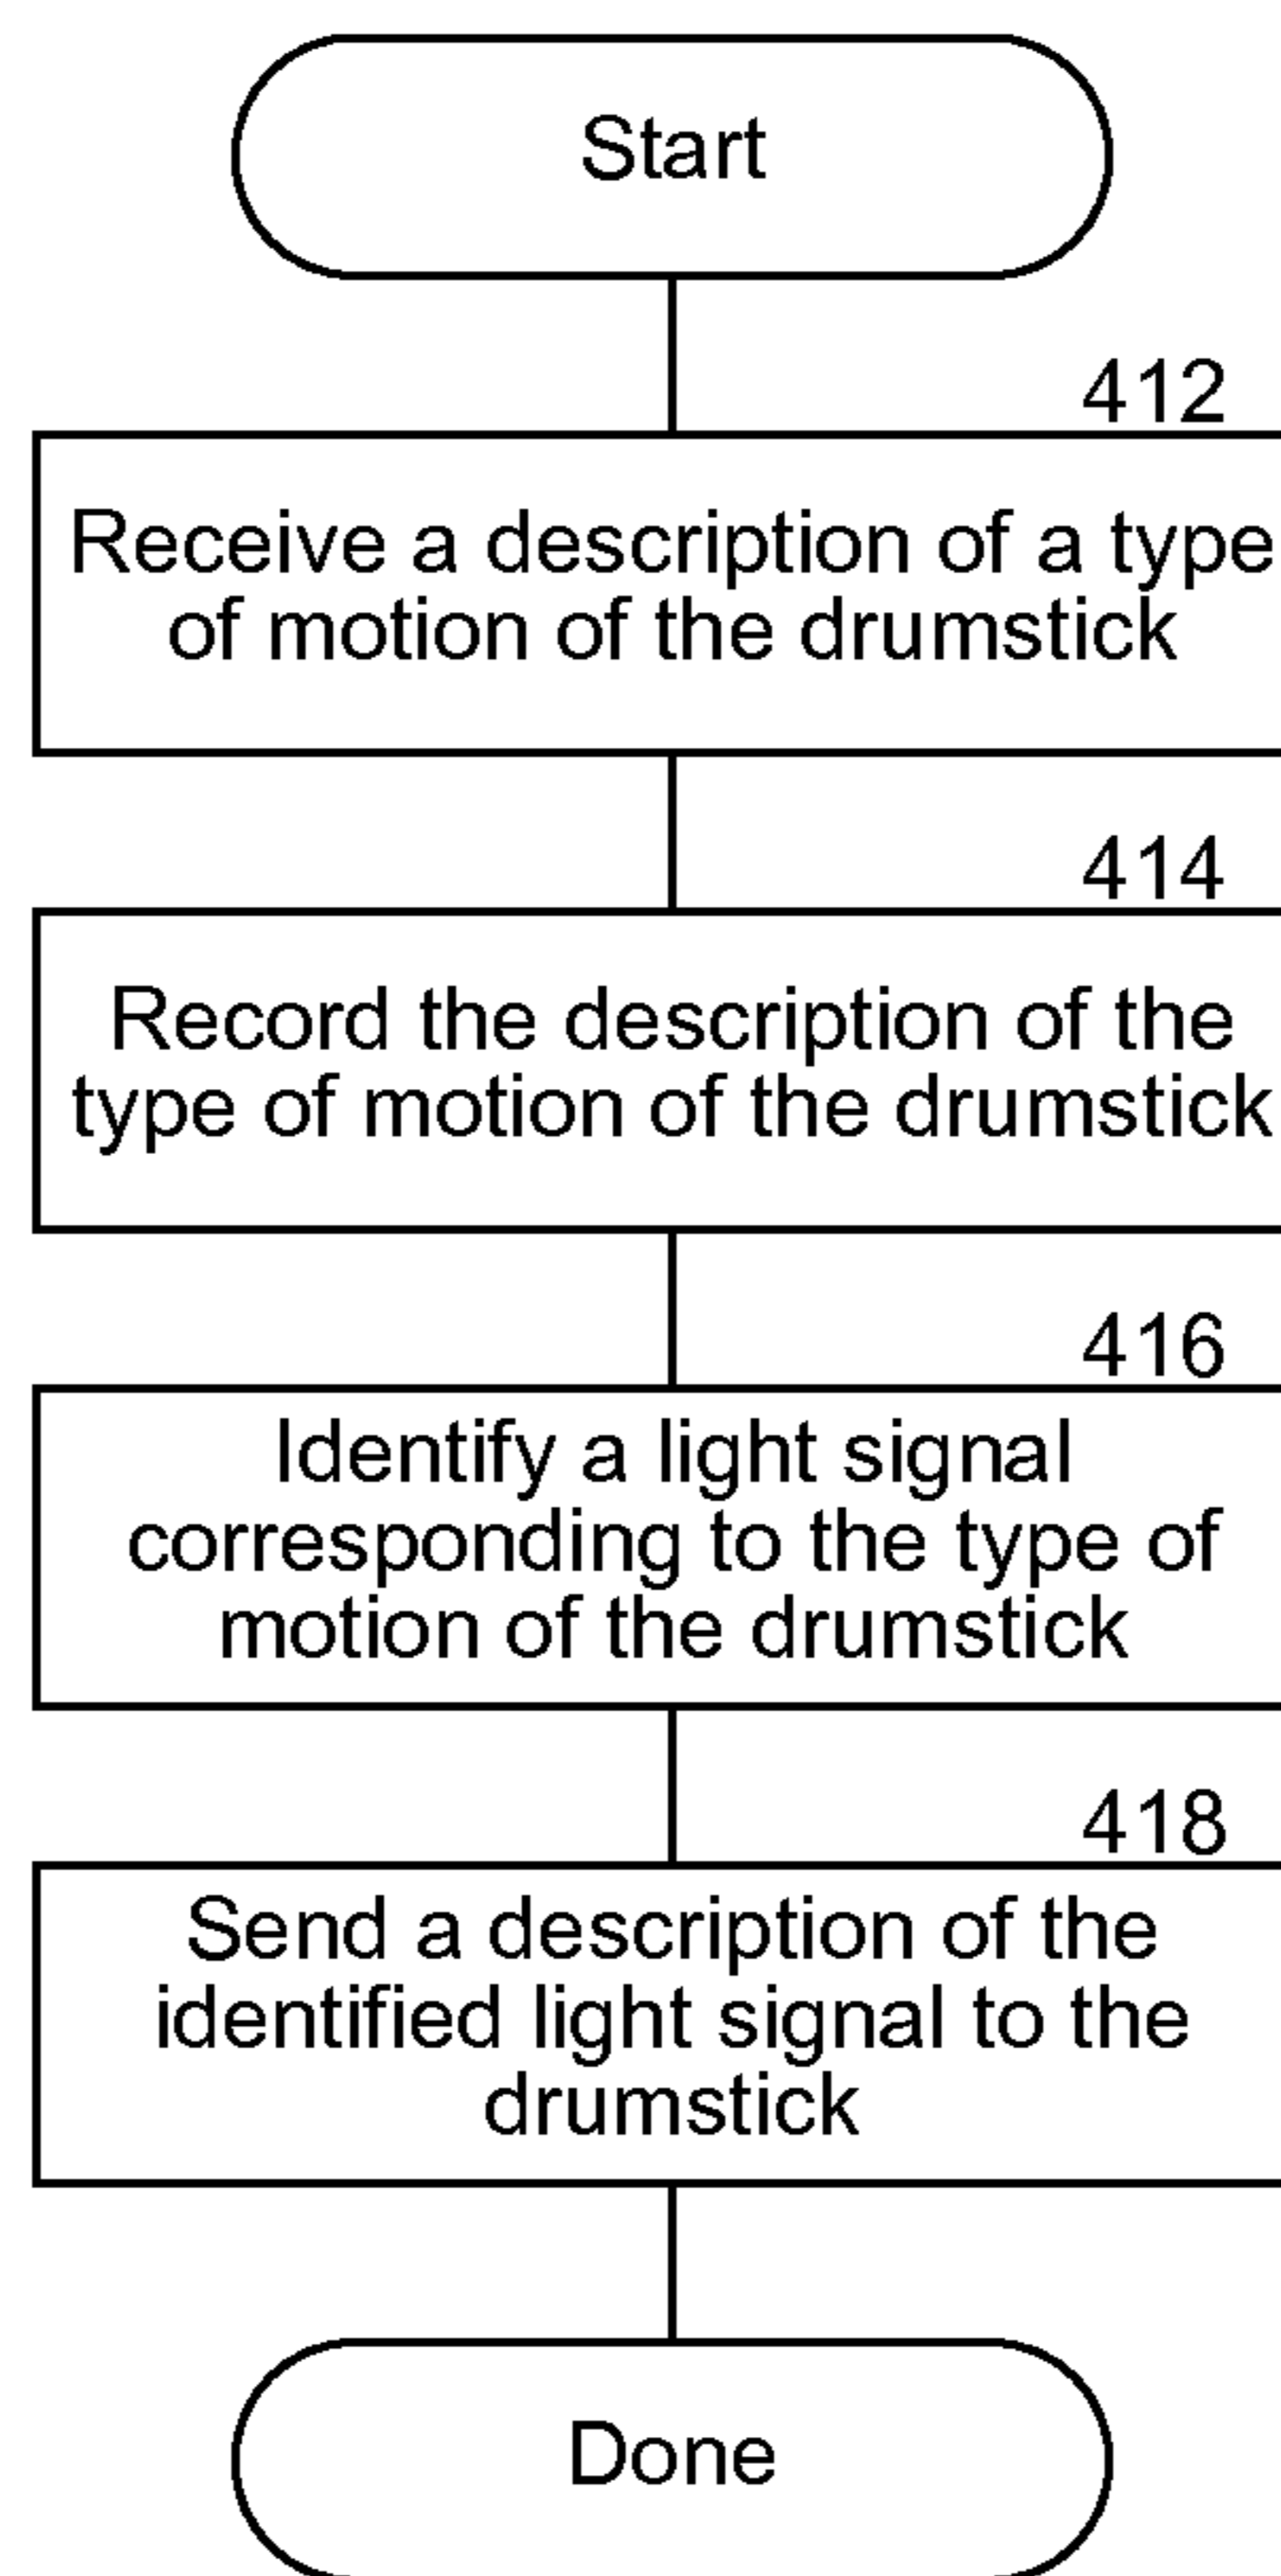 Start
412
Receive a description of a type
of motion of the drumstick
414
Record the description of the
type of motion of the drumstick
416
Identify a light signal
corresponding to the type of
motion of the drumstick
418
Send a description of the
identified light signal to the
drumstick
Done